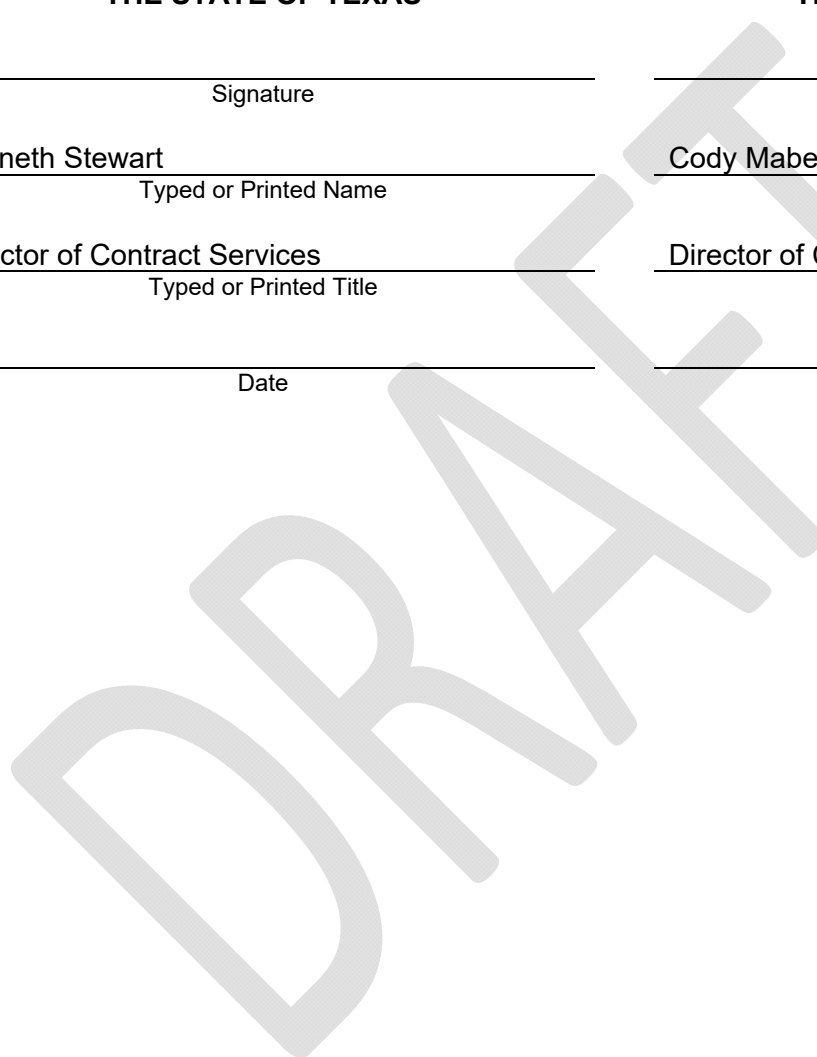 THE STATE OF TEXAS
Signature
neth Stewart Cody Mabe
Typed or Printed Name
ctor of Contract Services Director of
Typed or Printed Title
Date
DRAFT